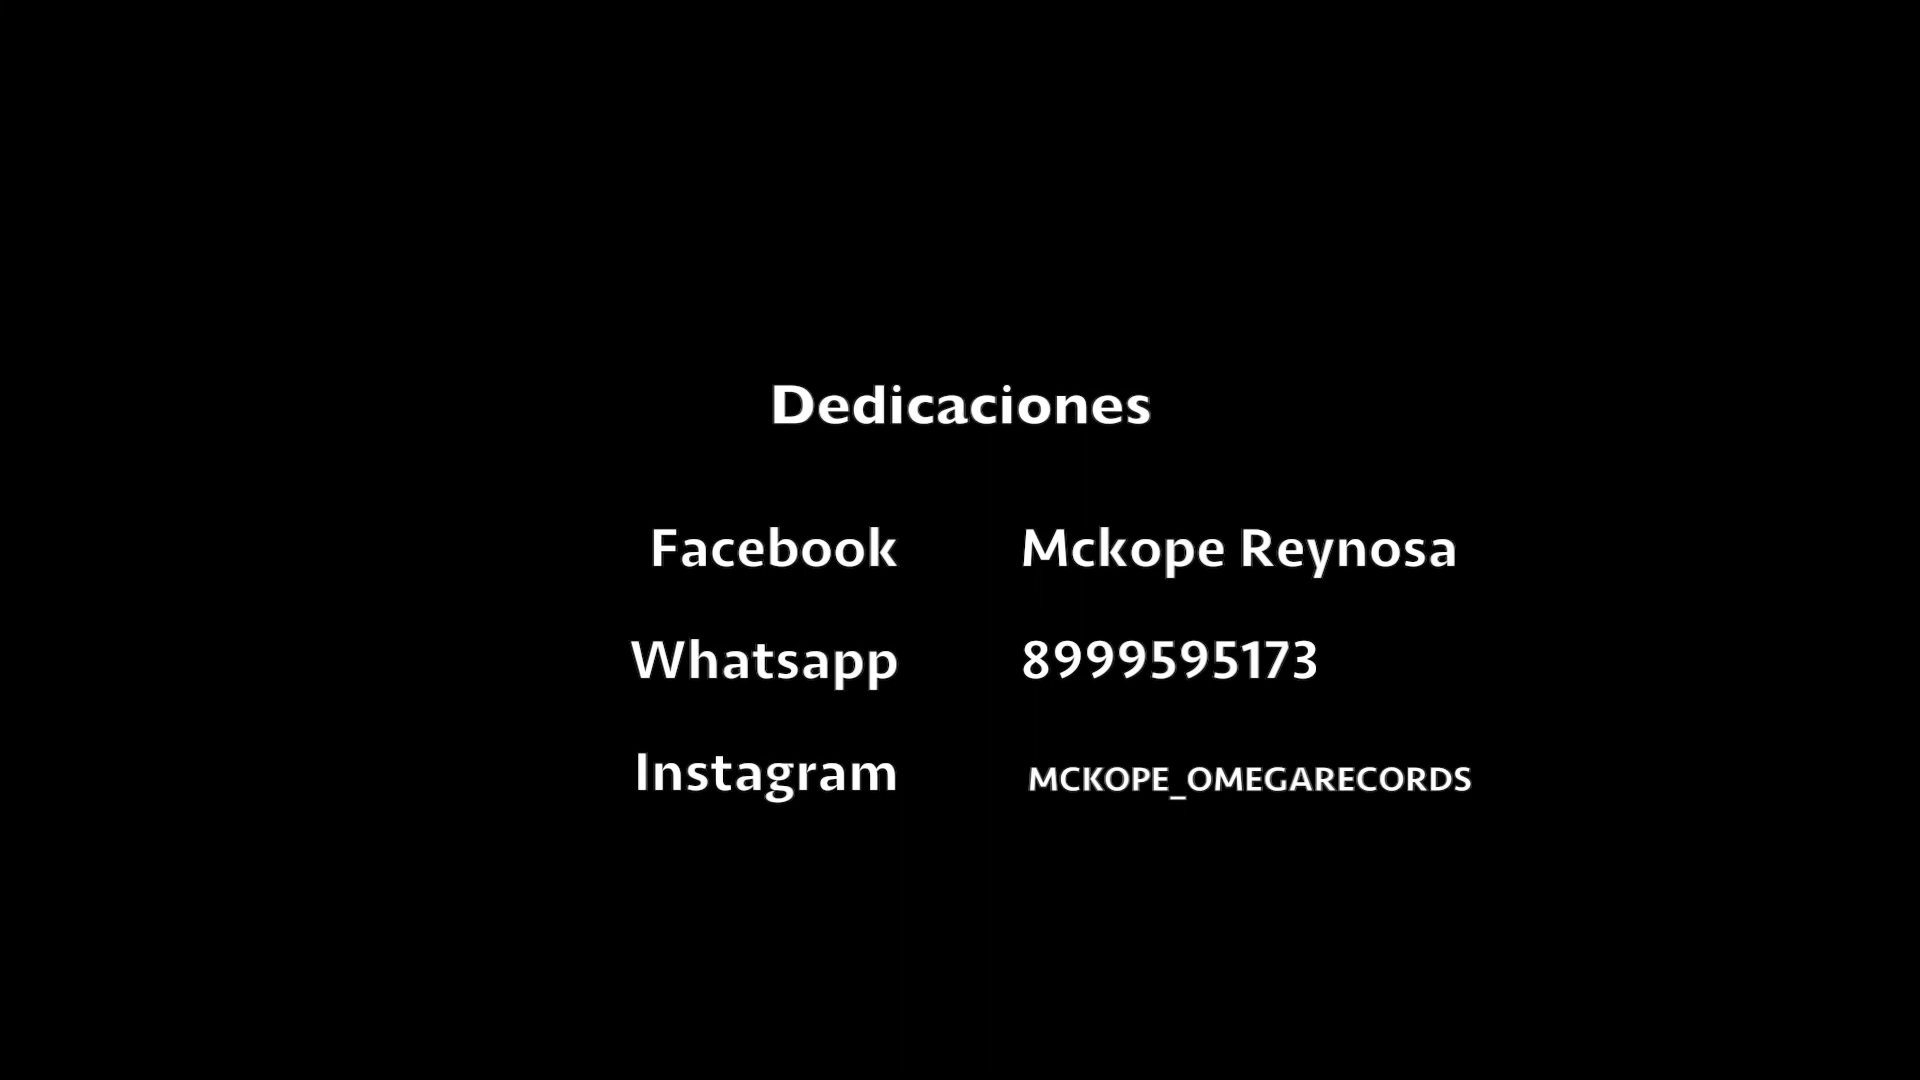 Dedicaciones
Facebook Mckope Reynosa
Whatsapp 8999595173
Instagram MCKOPE_OMEGARECORDS